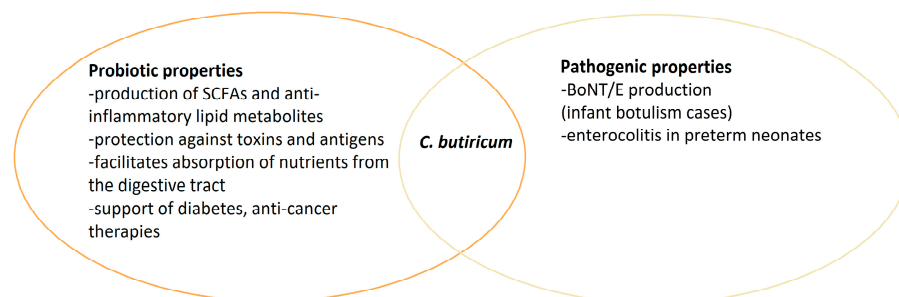 Probiotic properties
-production of SCFAs and anti-
inflammatory lipid metabolites
-protection against toxins and antigens
-facilitates absorption of nutrients from
the digestive tract
-support of diabetes, anti-cancer
therapies
C. butiricum
Pathogenic properties
-BoNT/E production
(infant botulism cases)
-enterocolitis in preterm neonates